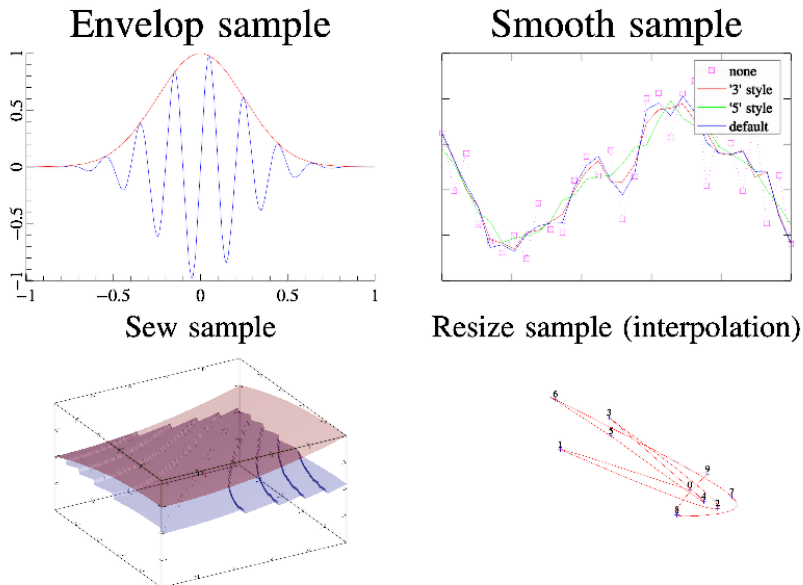 Envelop sample
Smooth sample
1
0.5
0
−0.5
−1
−1
−0.5
0
0.5
1
none
'3' style
'5' style
default
Sew sample
Resize sample (interpolation)
6
3
5
1
9
0
4
2
7
8